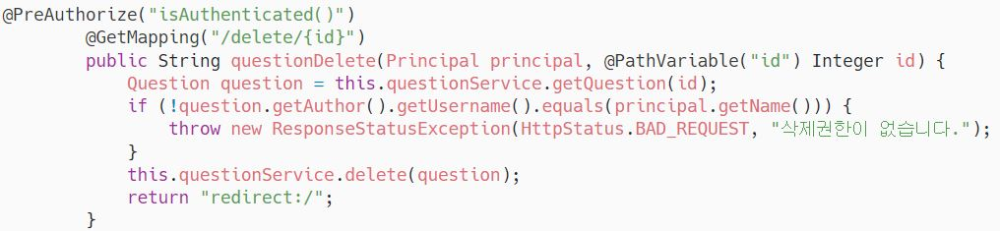 @PreAuthorize("isAuthenticated()")
@GetMapping("/delete/{id}")
public String questionDelete(Principal principal, @PathVariable("id") Integer id) {
Question question = this.questionService.getQuestion(id);
if (!question.getAuthor().getUsername().equals(principal.getName())) {
throw new ResponseStatusException(HttpStatus.BAD_REQUEST, "삭제권한이 없습니다.");
}
this.questionService.delete(question);
return "redirect:/";
}